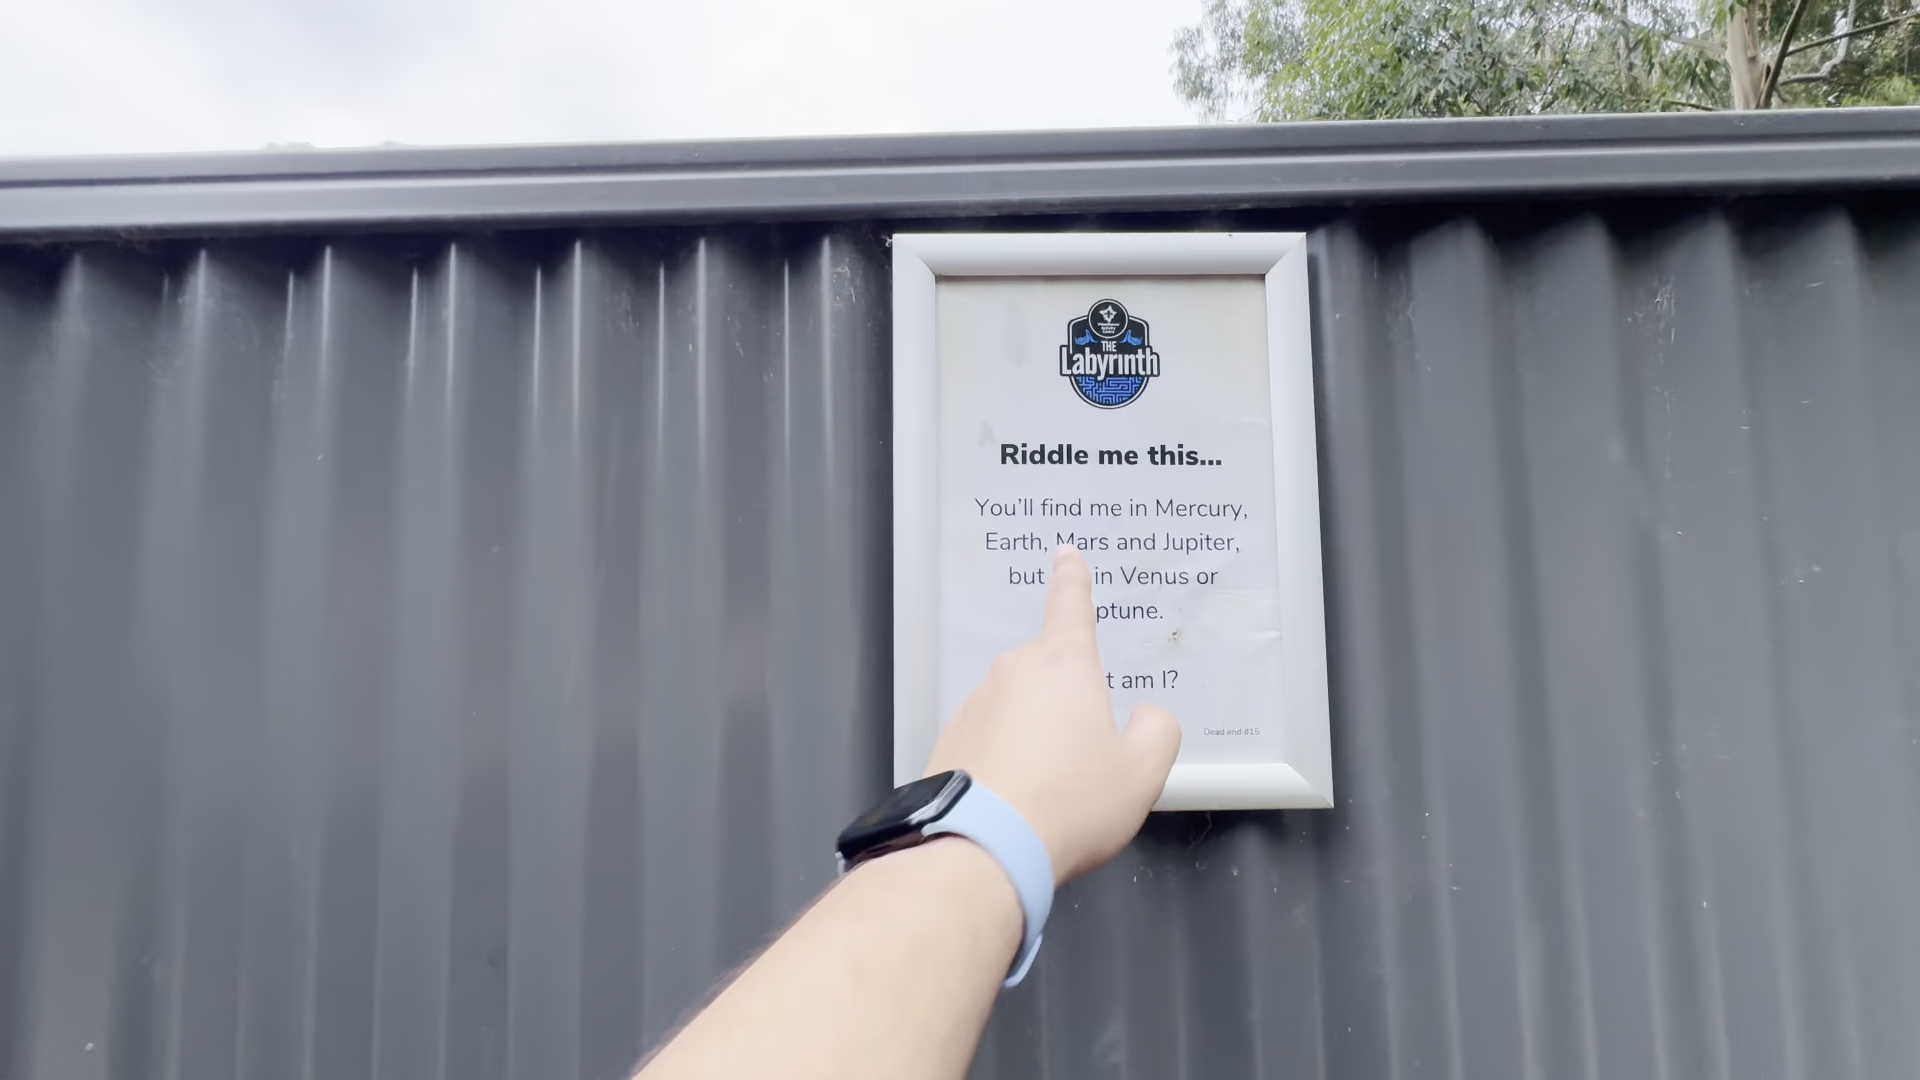 THE
Labyrinth
Riddle me this...
You'll find me in Mercury,
Earth, Mars and Jupiter,
but in Venus or
ptune.
t am I?
Dead end #15